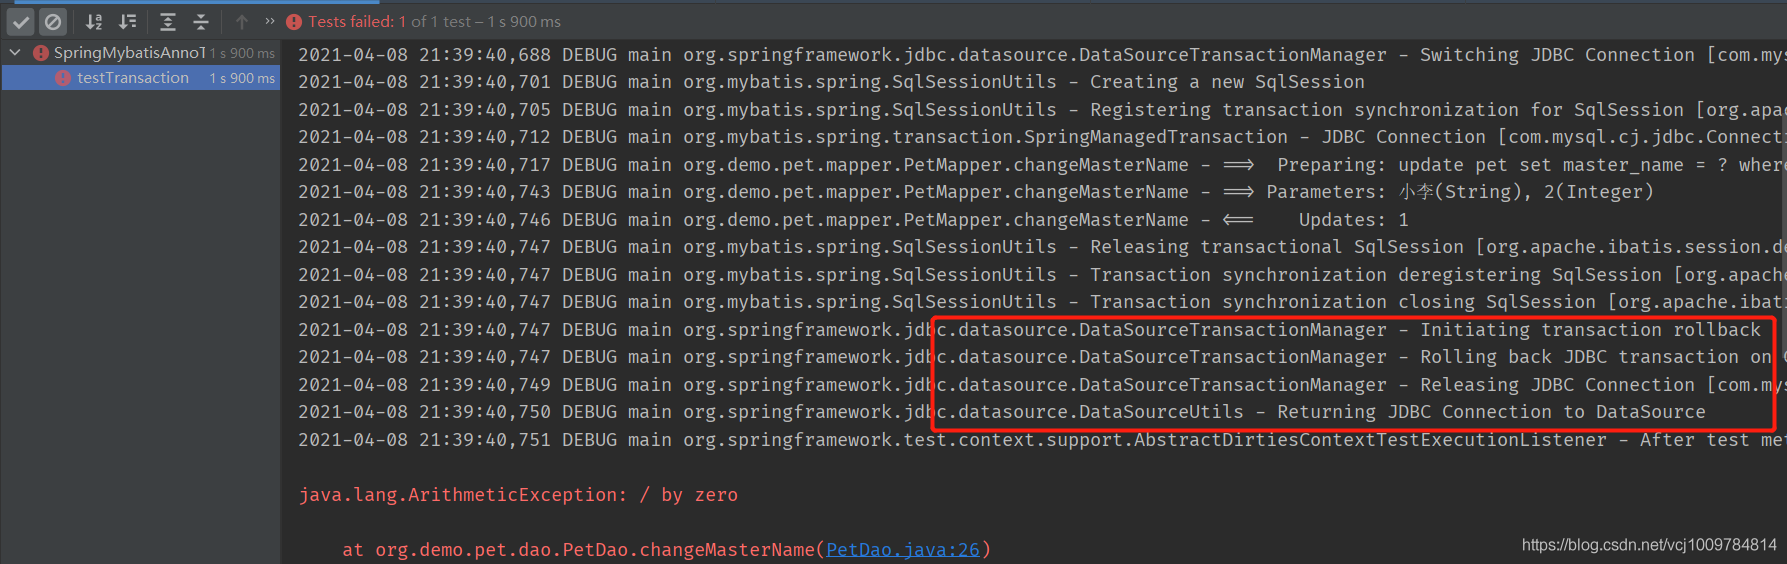 Tests failed: 1 of 1 test – 1 s 900 ms
SpringMybatisAnnoT 1 s 900 ms
testTransaction 1 s 900 ms
2021-04-08 21:39:40,688 DEBUG main org.springframework.jdbc.datasource.DataSourceTransactionManager - Switching JDBC Connection [com.mys
2021-04-08 21:39:40,701 DEBUG main org.mybatis.spring.SqlSessionUtils - Creating a new SqlSession
2021-04-08 21:39:40,705 DEBUG main org.mybatis.spring.SqlSessionUtils - Registering transaction synchronization for SqlSession [org.apac
2021-04-08 21:39:40,712 DEBUG main org.mybatis.spring.transaction.SpringManagedTransaction - JDBC Connection [com.mysql.cj.jdbc.Connecti
2021-04-08 21:39:40,717 DEBUG main org.demo.pet.mapper.PetMapper.changeMasterName - ==>  Preparing: update pet set master_name = ? where
2021-04-08 21:39:40,743 DEBUG main org.demo.pet.mapper.PetMapper.changeMasterName - ==> Parameters: 小李(String), 2(Integer)
2021-04-08 21:39:40,746 DEBUG main org.demo.pet.mapper.PetMapper.changeMasterName - <==    Updates: 1
2021-04-08 21:39:40,747 DEBUG main org.mybatis.spring.SqlSessionUtils - Releasing transactional SqlSession [org.apache.ibatis.session.de
2021-04-08 21:39:40,747 DEBUG main org.mybatis.spring.SqlSessionUtils - Transaction synchronization deregistering SqlSession [org.apache
2021-04-08 21:39:40,747 DEBUG main org.mybatis.spring.SqlSessionUtils - Transaction synchronization closing SqlSession [org.apache.ibati
2021-04-08 21:39:40,747 DEBUG main org.springframework.jdbc.datasource.DataSourceTransactionManager - Initiating transaction rollback
2021-04-08 21:39:40,747 DEBUG main org.springframework.jdbc.datasource.DataSourceTransactionManager - Rolling back JDBC transaction on C
2021-04-08 21:39:40,749 DEBUG main org.springframework.jdbc.datasource.DataSourceTransactionManager - Releasing JDBC Connection [com.mys
2021-04-08 21:39:40,750 DEBUG main org.springframework.jdbc.datasource.DataSourceUtils - Returning JDBC Connection to DataSource
2021-04-08 21:39:40,751 DEBUG main org.springframework.test.context.support.AbstractDirtiesContextTestExecutionListener - After test met
java.lang.ArithmeticException: / by zero
at org.demo.pet.dao.PetDao.changeMasterName(PetDao.java:26)
https://blog.csdn.net/vcj1009784814